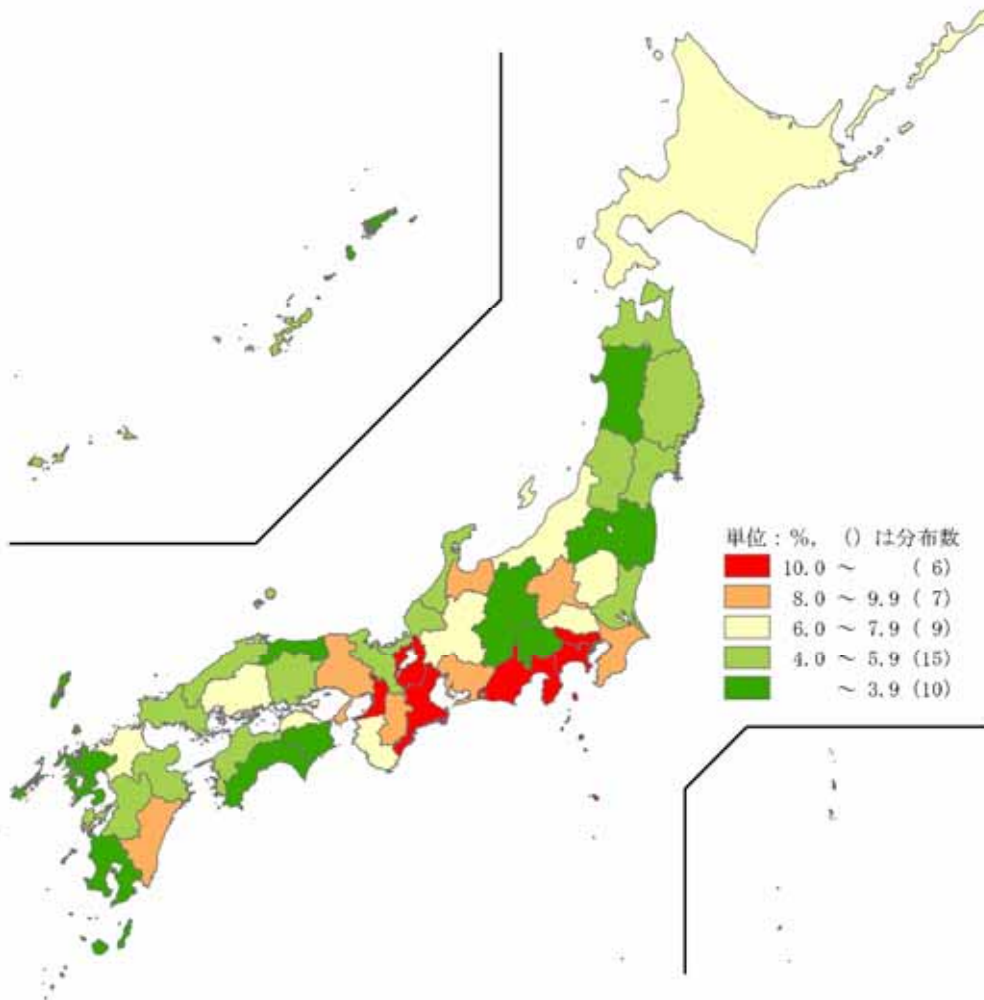 単位：%, () は分布数
10.0 ～ ( 6)
8.0 ～ 9.9 ( 7)
6.0 ～ 7.9 ( 9)
4.0 ～ 5.9 (15)
～ 3.9 (10)